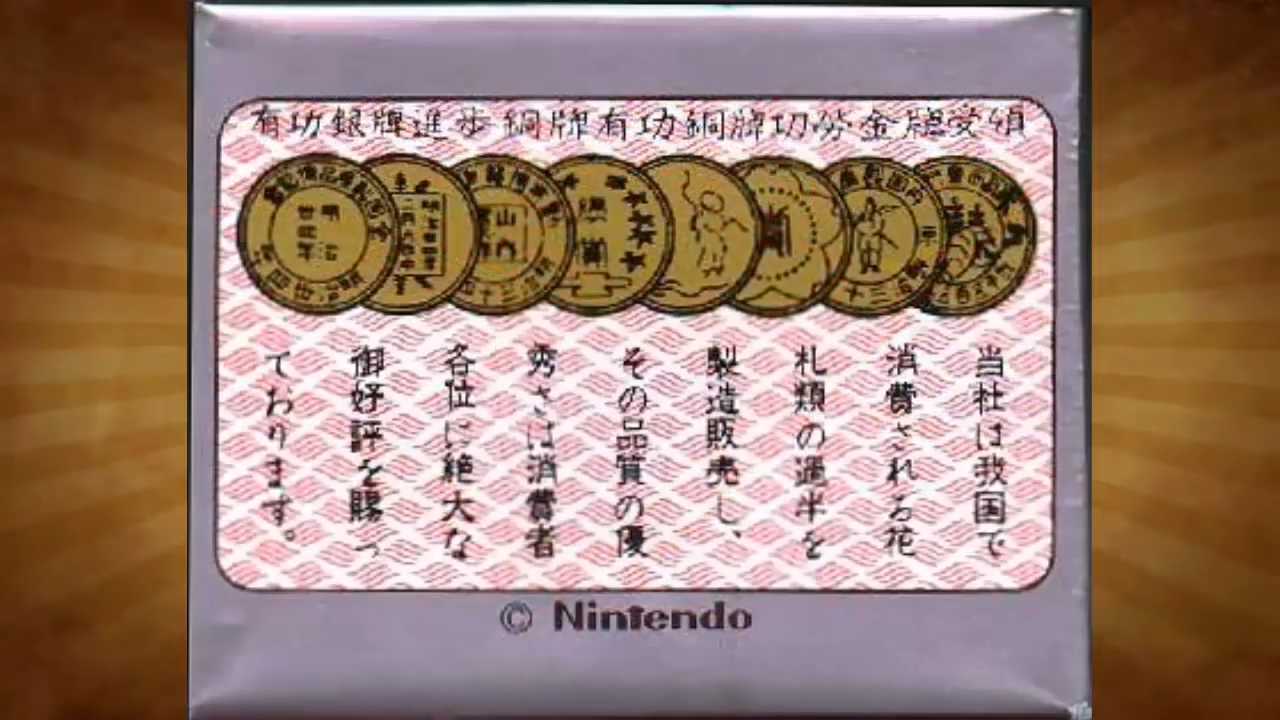 有功銀牌進歩銅牌有功銅牌功労金牌受領
当社は我国で
消費される花
札類の過半を
製造販売し、
その品質の優
秀さは消費者
各位に絶大な
御好評を賜っ
ております。
© Nintendo